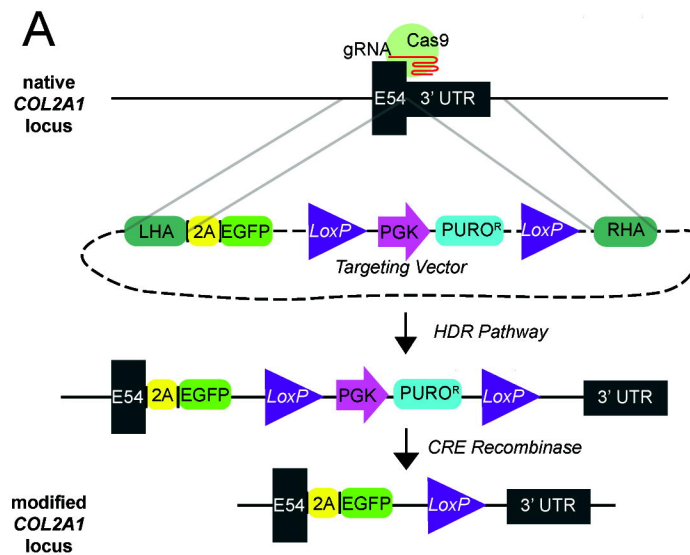 A
gRNA Cas9
native
COL2A1
locus
E54 3' UTR
LHA 2A EGFP LoxP PGK PURO^R LoxP RHA
Targeting Vector
HDR Pathway
E54 2A EGFP LoxP PGK PURO^R LoxP 3' UTR
CRE Recombinase
modified
COL2A1
locus
E54 2A EGFP LoxP 3' UTR